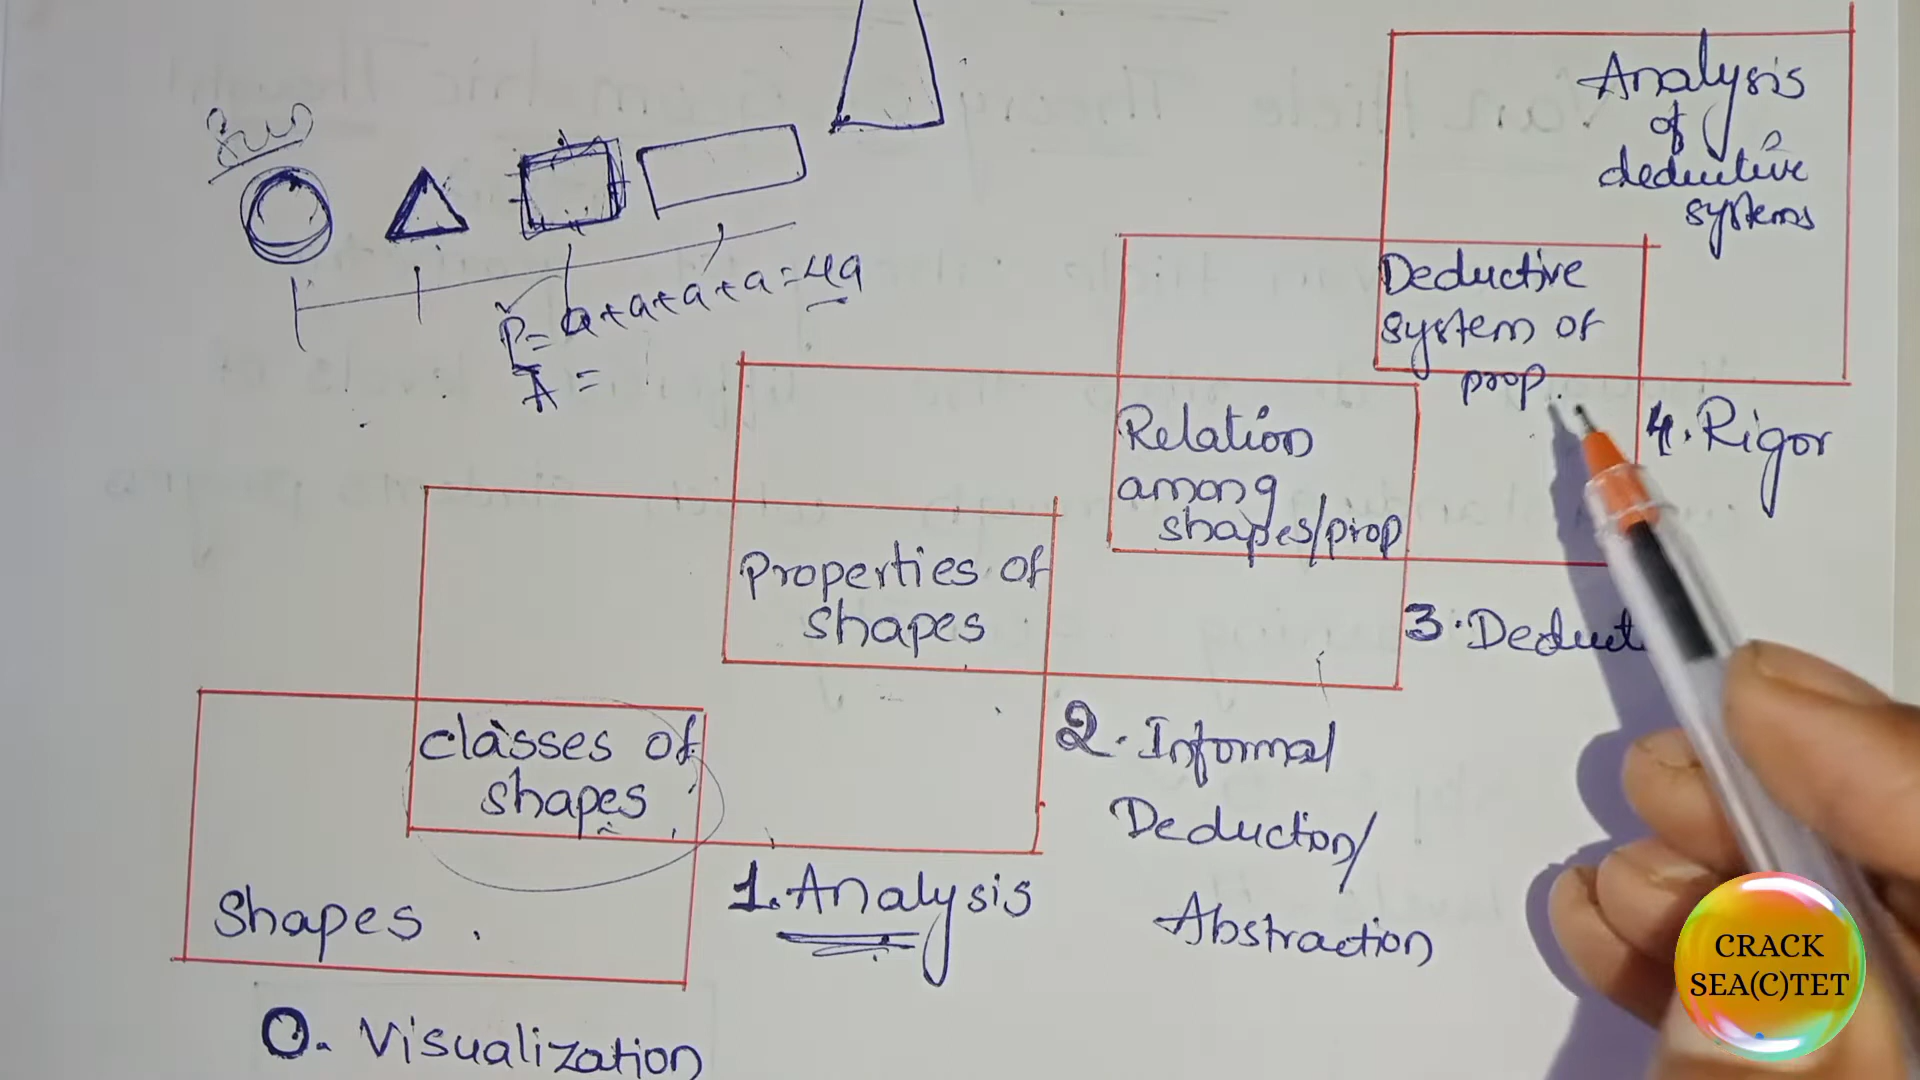 Analysis
of
deductive
systems
P= a+a+a+a=4a
A =
Deductive
system of
prop.
Relation
among
shapes/prop
4. Rigor
properties of
shapes
3. Deduct
classes of
shapes
2. Informal
Deduction/
Abstraction
1. Analysis
Shapes.
0. Visualization
CRACK
SEA(C)TET